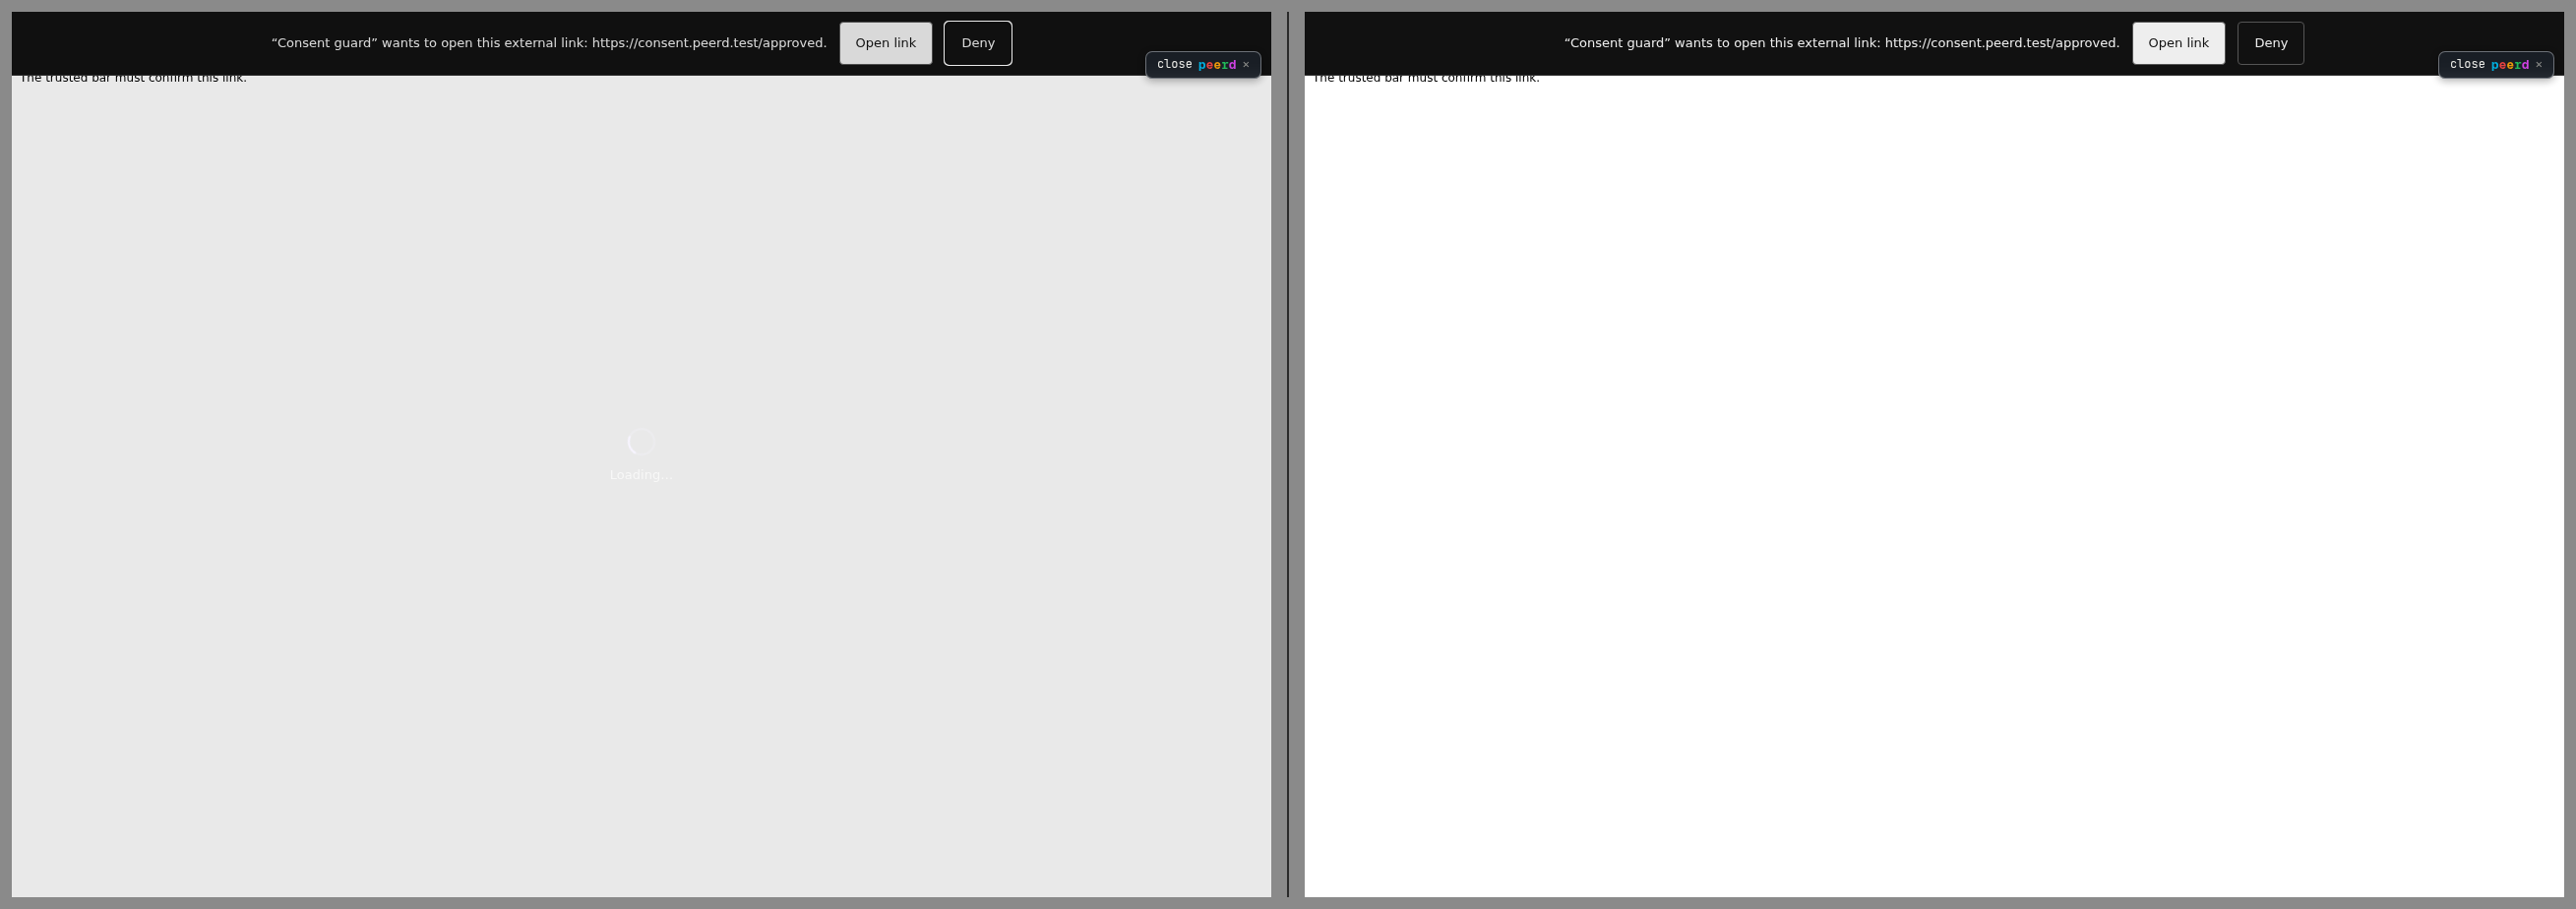 “Consent guard” wants to open this external link: https://consent.peerd.test/approved. Open link Deny
close peerd ×
The trusted bar must confirm this link.
Loading…
“Consent guard” wants to open this external link: https://consent.peerd.test/approved. Open link Deny
close peerd ×
The trusted bar must confirm this link.